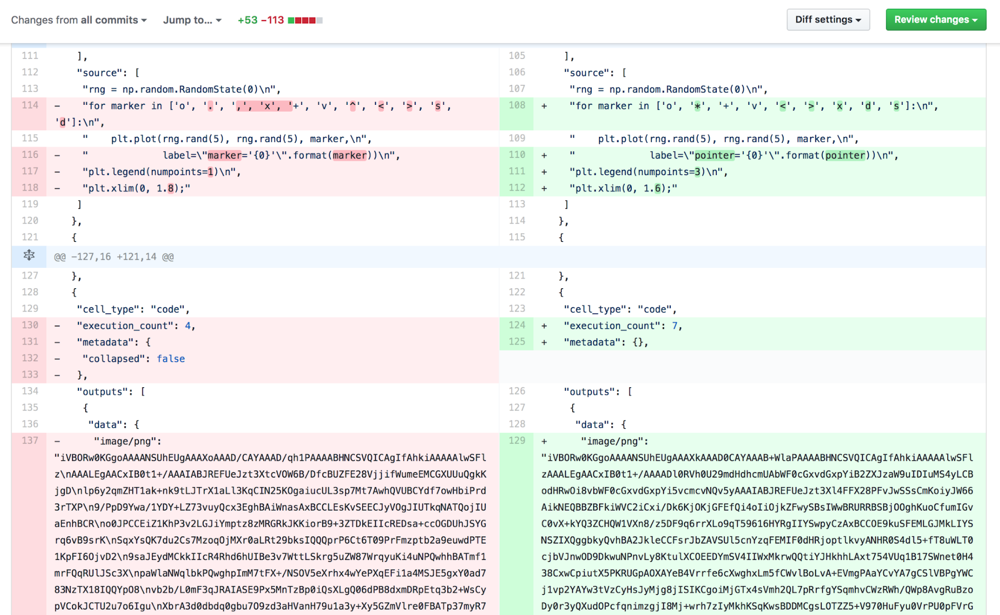 Changes from all commits Jump to... +53 −113 Diff settings Review changes
111 ],
112 "source": [
113 "rng = np.random.RandomState(0)\n",
114 − "for marker in ['o', '.', ',', 'x', '+', 'v', '^', '<', '>', 's',
'd']:\n",
115 "    plt.plot(rng.rand(5), rng.rand(5), marker,\n",
116 − "             label=\"marker='{0}'\".format(marker))\n",
117 − "plt.legend(numpoints=1)\n",
118 − "plt.xlim(0, 1.8);"
119 ]
120 },
121 {
@@ −127,16 +121,14 @@
127 },
128 {
129 "cell_type": "code",
130 − "execution_count": 4,
131 − "metadata": {
132 − "collapsed": false
133 − },
134 "outputs": [
135 {
136 "data": {
137 − "image/png":
"iVBORw0KGgoAAAANSUhEUgAAAXoAAAD/CAYAAAD/qh1PAAAABHNCSVQICAgIfAhkiAAAAAlwSFl
z\nAAALEgAACxIB0t1+/AAAIABJREFUeJzt3XtcVOW6B/DfcBUZFE28VjjifWumeEMCGXUUuQgkK
jgD\nlp6y2qmZHT1ak+nk9tLJTrX1aLl3KqCIN25KOgaiucUL3sp7Mt7AwhQVUBCYdf7owHbiPrd
3rTXP\n9/PpD9Ywa/1YDY+LZ73vuyQcx3EghBAiWnasAxBCCLEsKvSEECJyVOgJIUTkqNATQojIU
aEnhBCR\no0JPCCEiZ1KhP3v2LGJiYmptz8zMRGRkJKKiorB9+3ZTDkEIIcREDsa+ccOGDUhJSYG
rq6vB9srK\nSqxYsQK7du2Cs7MzoqOjMXr0aLRt29bksIQQQprP6Ct6T09PrFmzptb2a9euwdPTE
1KpFI6OjvD2\n9saJEydMCkkIIcR4Rhd6hUIBe3v7WttLSkrg5uZW87WrqyuKi4uNPQwhhBATmf1
mrFQqRUlJSc3X\npaWlaNWqlbkPQwghpImM7tFX+/NSOV5eXrhx4wYePXqEFi1a4MSJE5gxY0ad7
83NzTX18IQQYpO8\nvb2b/L0mF3qJRAIASE9Px5MnTzBp0iQsXLgQ06dPB8dxmDRpEtq3b2+WsCy
pVCokJCTU2u7o6Igu\nXbrA3d0dbdq0gbu7O9zd3aHVanH79u1a3y+Xy5GZmVlre0FBATp37myR7
105 ],
106 "source": [
107 "rng = np.random.RandomState(0)\n",
108 + "for marker in ['o', '*', '+', 'v', '<', '>', 'x', 'd', 's']:\n",
109 "    plt.plot(rng.rand(5), rng.rand(5), marker,\n",
110 + "             label=\"pointer='{0}'\".format(pointer))\n",
111 + "plt.legend(numpoints=3)\n",
112 + "plt.xlim(0, 1.6);"
113 ]
114 },
115 {
121 },
122 {
123 "cell_type": "code",
124 + "execution_count": 7,
125 + "metadata": {},
126 "outputs": [
127 {
128 "data": {
129 + "image/png":
"iVBORw0KGgoAAAANSUhEUgAAAXkAAAD0CAYAAAB+WlaPAAAABHNCSVQICAgIfAhkiAAAAAlwSFl
zAAALEgAACxIB0t1+/AAAADl0RVh0U29mdHdhcmUAbWF0cGxvdGxpYiB2ZXJzaW9uIDIuMS4yLCB
odHRwOi8vbWF0cGxvdGxpYi5vcmcvNQv5yAAAIABJREFUeJzt3Xl4FFX28PFvJwSSsCmKoiyJW66
AikNEQBBZBFkiWVC2iCxi/Dk6KjOKjGFEfQi4oIiOjkZFwySBsIWwBRURRBSBjOOghKuoCfumIGv
C0vX+kYQ3ZCHQW1VXn8/z5DF9q6rrXLo9qT59616HYRgIIYSwpyCzAxBCCOE9kuSFEMLGJMkLIYS
NSZIXQggbkyQvhBA2JkleCCFsrJbZAVSUl5cnYzqFEMIF0dHRjoptlkvyANHR0S4dl5+fT8uWLT0
cjbVJnwOD9DkwuNPnvLy8KtulXCOEEDYmSV4IIWxMkrwQQtiYJHkhhLAxt754VUq1B17SWnet0H4
38CxwCpiutX5PKRUGpAOXAYeB4Vrrfe6cXwghxLm5fCWvlBoLvA+EVmgPAaYCvYA7gCSlVBPgYWC
j1vp2YAYw3tVzCyHsJyMjg8jISIKCgoiMjGTx4sVmh2QL7pRrfgYSqmhvCWzRWh/QWp8AvgRuBzo
Dy0r3yQXudOPcfqnimzgjI8Mj+wrh7zIyMkhKSqKwsBDDMCgsLOTZZ5+V970HuFyu0VrPU0pFVrG